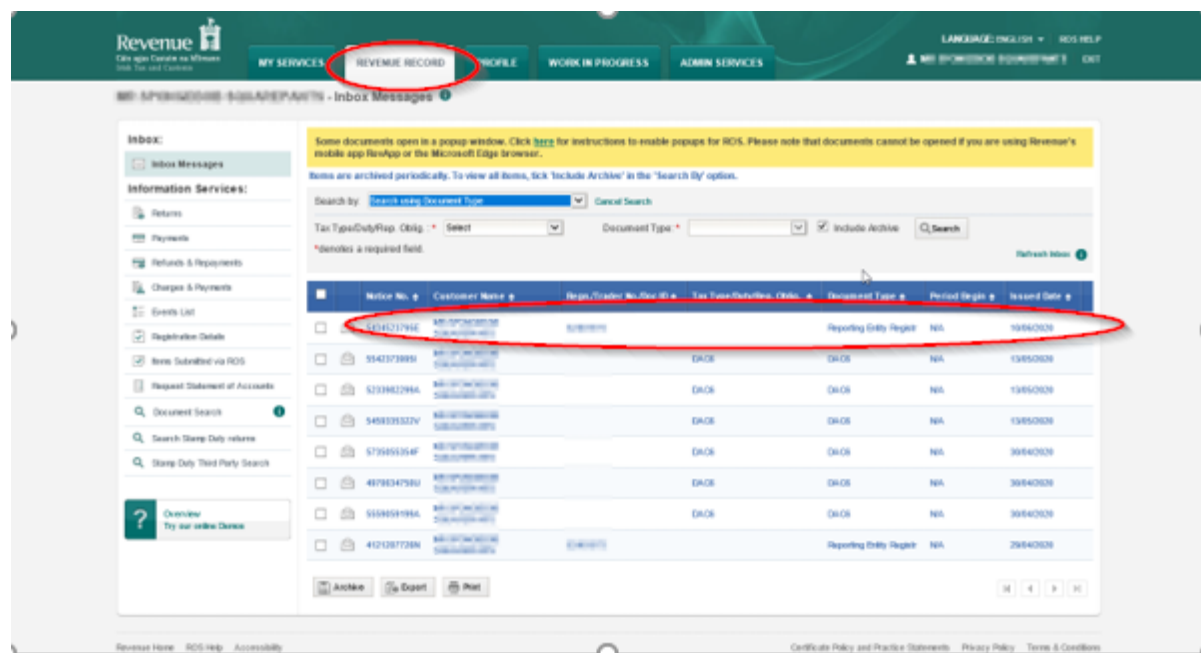 Revenue
Cáin agus Custaim na hÉireann
Irish Tax and Customs
LANGUAGE: ENGLISH ROS HELP
MY SERVICES REVENUE RECORD PROFILE WORK IN PROGRESS ADMIN SERVICES
EXIT
- Inbox Messages
Inbox:
Inbox Messages
Information Services:
Returns
Payments
Refunds & Repayments
Charges & Payments
Events List
Registration Details
Items Submitted via ROS
Request Statement of Accounts
Document Search
Search Stamp Duty returns
Stamp Duty Third Party Search
Overview
Try our online Demos
Some documents open in a popup window. Click here for instructions to enable popups for ROS. Please note that documents cannot be opened if you are using Revenue's
mobile app RevApp or the Microsoft Edge browser.
Items are archived periodically. To view all items, tick 'Include Archive' in the 'Search By' option.
Search by: Search using Document Type Cancel Search
Tax Type/Duty/Rep. Oblig. :* Select Document Type:* Include Archive Search
*denotes a required field.
Refresh Inbox
Notice No. Customer Name Regn./Trader No./Doc ID Tax Type/Duty/Rep. Oblig. Document Type Period Begin Issued Date
Reporting Entity Registr N/A 10/06/2020
DAC6 DAC6 N/A 13/05/2020
DAC6 DAC6 N/A 13/05/2020
DAC6 DAC6 N/A 13/05/2020
DAC6 DAC6 N/A 30/04/2020
DAC6 DAC6 N/A 30/04/2020
DAC6 DAC6 N/A 30/04/2020
Reporting Entity Registr N/A 29/04/2020
Archive Export Print
Revenue Home ROS Help Accessibility Certificate Policy and Practice Statements Privacy Policy Terms & Conditions